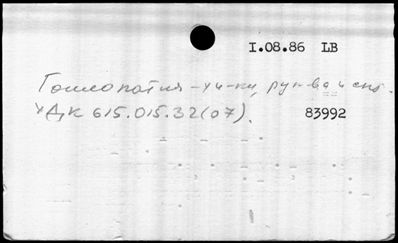 I.08.86 LB
Гомеопатия – уч-ки, рук-ва и спр.
УДК 615.015.32(07).
83992